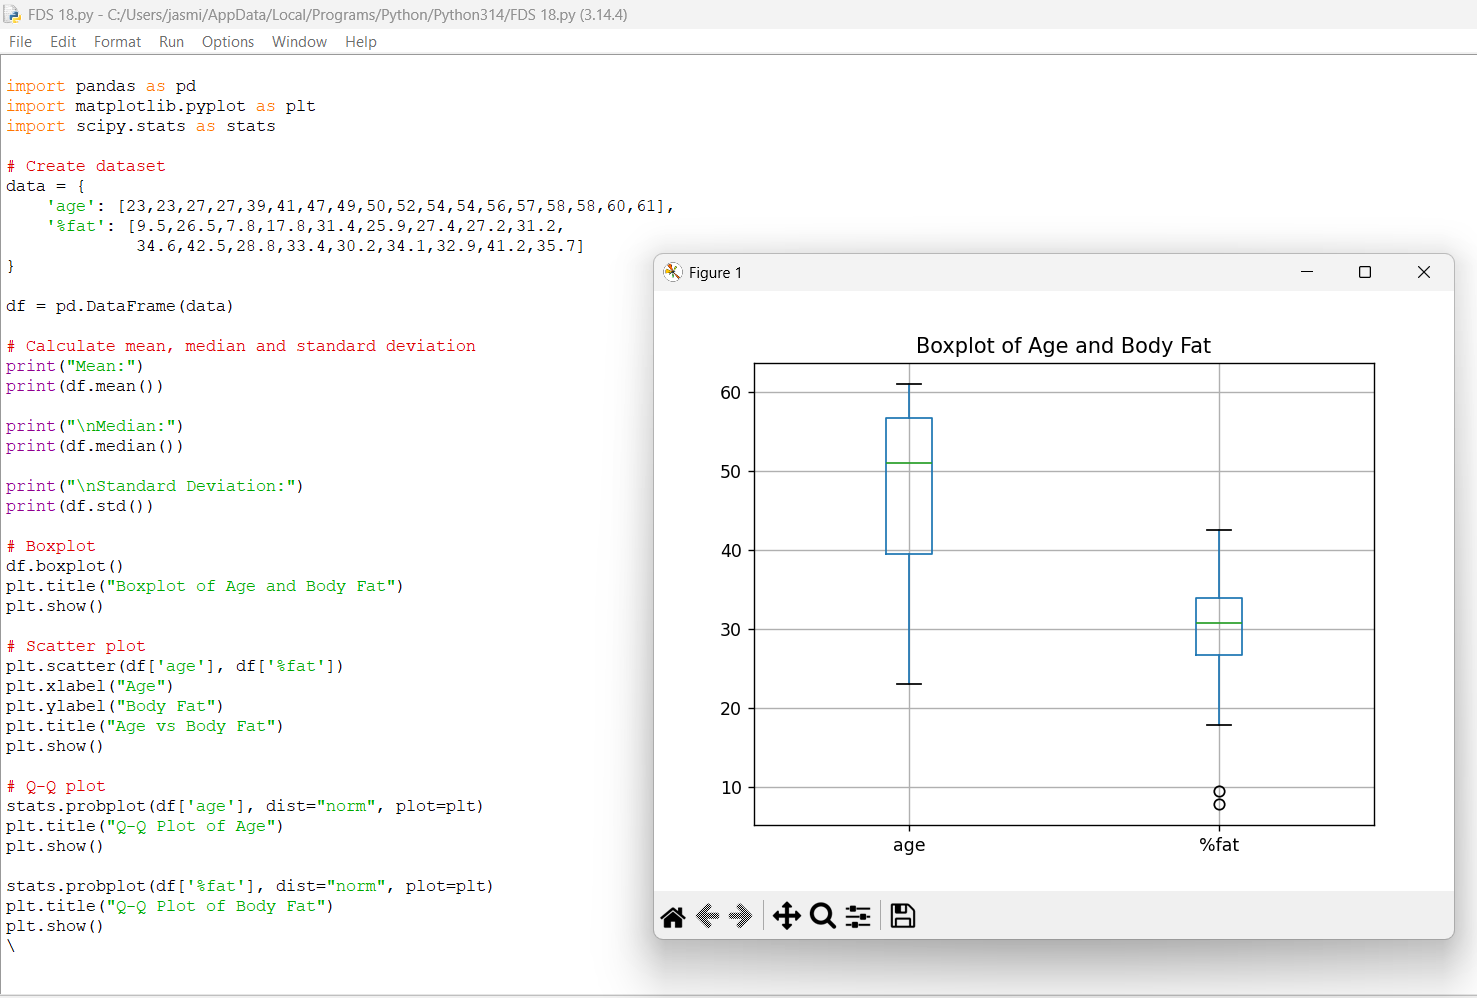 FDS 18.py - C:/Users/jasmi/AppData/Local/Programs/Python/Python314/FDS 18.py (3.14.4)
File Edit Format Run Options Window Help
import pandas as pd
import matplotlib.pyplot as plt
import scipy.stats as stats
# Create dataset
data = {
    'age': [23,23,27,27,39,41,47,49,50,52,54,54,56,57,58,58,60,61],
    '%fat': [9.5,26.5,7.8,17.8,31.4,25.9,27.4,27.2,31.2,
             34.6,42.5,28.8,33.4,30.2,34.1,32.9,41.2,35.7]
}
df = pd.DataFrame(data)
# Calculate mean, median and standard deviation
print("Mean:")
print(df.mean())
print("\nMedian:")
print(df.median())
print("\nStandard Deviation:")
print(df.std())
# Boxplot
df.boxplot()
plt.title("Boxplot of Age and Body Fat")
plt.show()
# Scatter plot
plt.scatter(df['age'], df['%fat'])
plt.xlabel("Age")
plt.ylabel("Body Fat")
plt.title("Age vs Body Fat")
plt.show()
# Q-Q plot
stats.probplot(df['age'], dist="norm", plot=plt)
plt.title("Q-Q Plot of Age")
plt.show()
stats.probplot(df['%fat'], dist="norm", plot=plt)
plt.title("Q-Q Plot of Body Fat")
plt.show()
\
Figure 1
Boxplot of Age and Body Fat
60
50
40
30
20
10
age %fat